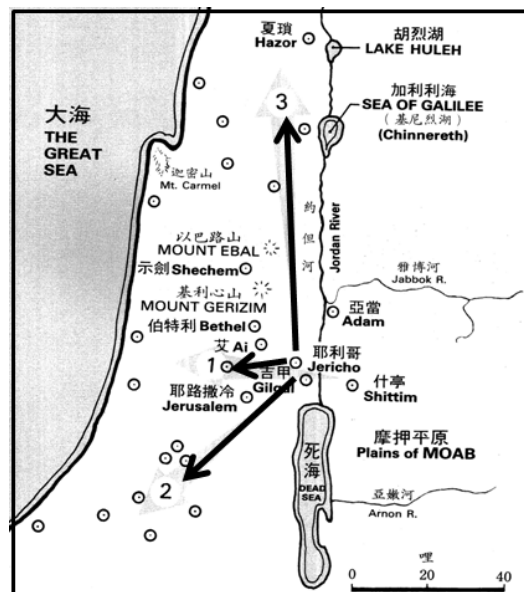 夏瑣
Hazor
胡烈湖
LAKE HULEH
加利利海
SEA OF GALILEE
(基尼烈湖)
(Chinnereth)
大海
THE
GREAT
SEA
3
迦密山
Mt. Carmel
約但河
Jordan River
以巴路山
MOUNT EBAL
示劍 Shechem
基利心山
MOUNT GERIZIM
伯特利 Bethel
雅博河
Jabbok R.
亞當
Adam
艾 Ai
1
吉甲
Gilgal
耶利哥
Jericho
什亭
Shittim
耶路撒冷
Jerusalem
死海
DEAD
SEA
摩押平原
Plains of MOAB
2
亞嫩河
Arnon R.
哩
0 20 40